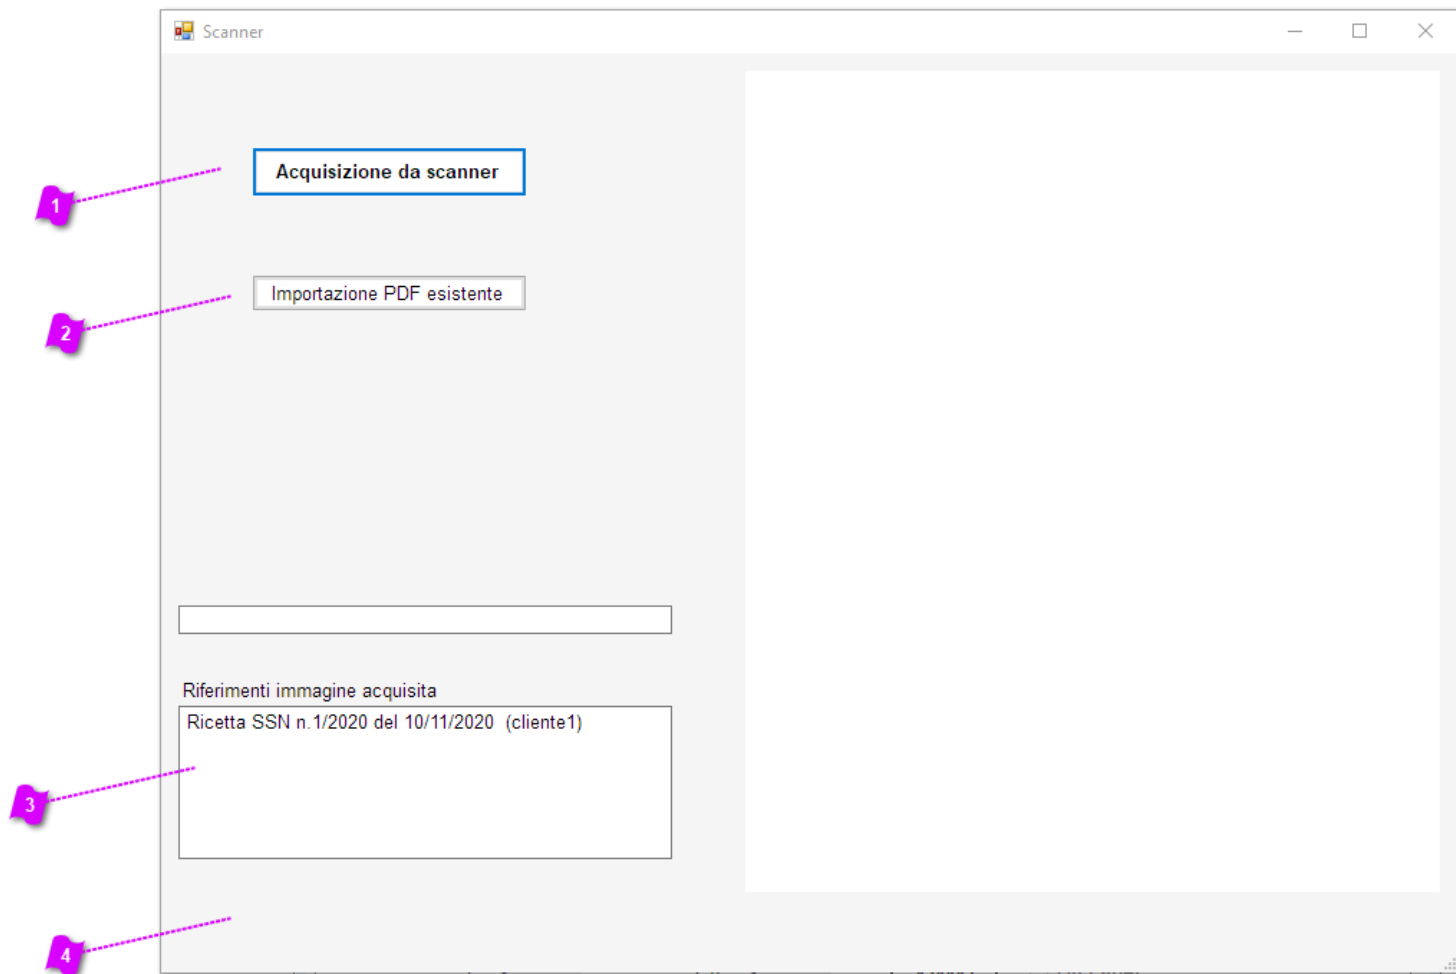 Scanner
1
Acquisizione da scanner
2
Importazione PDF esistente
Riferimenti immagine acquisita
Ricetta SSN n.1/2020 del 10/11/2020 (cliente1)
3
4